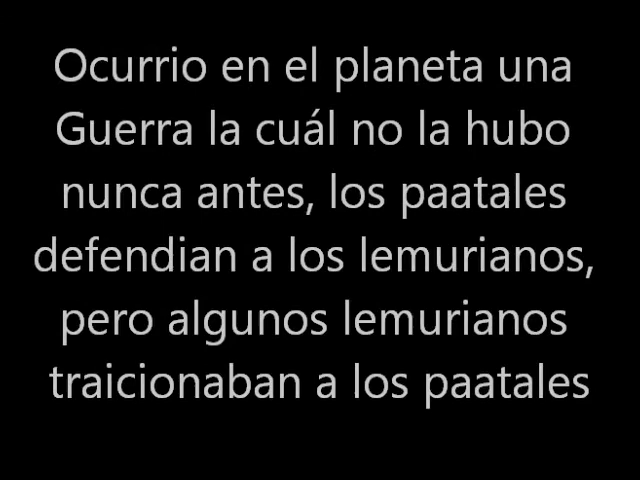 Ocurrio en el planeta una
Guerra la cuál no la hubo
nunca antes, los paatales
defendian a los lemurianos,
pero algunos lemurianos
traicionaban a los paatales